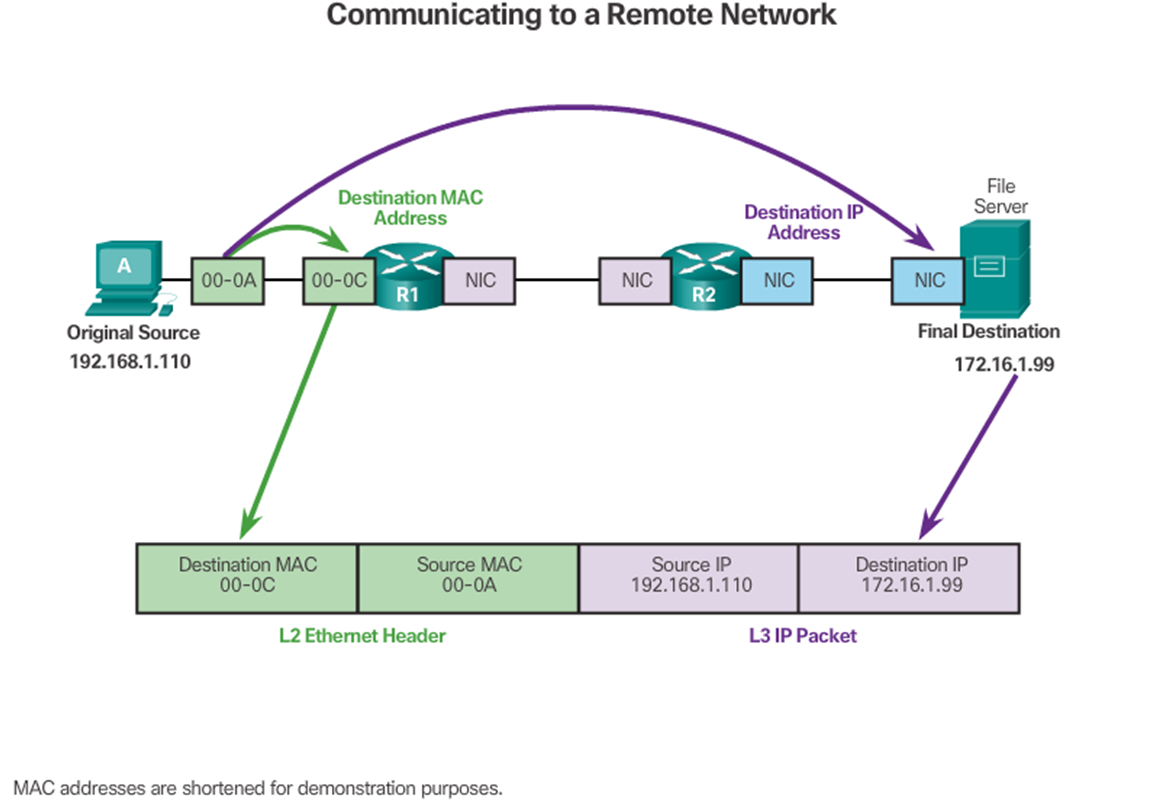 Communicating to a Remote Network
Destination MAC
Address
Destination IP
Address
File
Server
A
00-0A
00-0C
R1
NIC
NIC
R2
NIC
NIC
Original Source
192.168.1.110
Final Destination
172.16.1.99
Destination MAC
00-0C
Source MAC
00-0A
Source IP
192.168.1.110
Destination IP
172.16.1.99
L2 Ethernet Header
L3 IP Packet
MAC addresses are shortened for demonstration purposes.